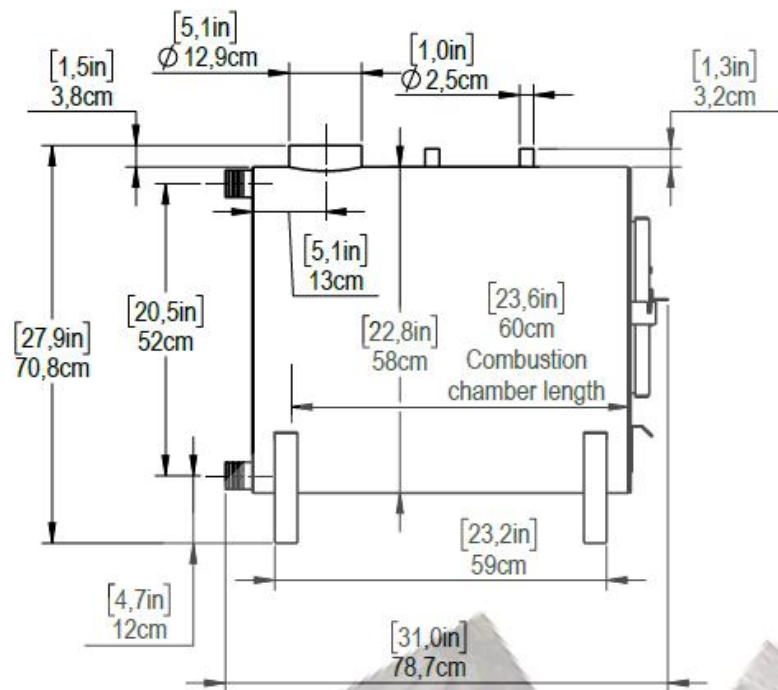 [5,1in]
Ø 12,9cm
[1,0in]
Ø 2,5cm
[1,5in]
3,8cm
[1,3in]
3,2cm
[5,1in]
13cm
[20,5in]
52cm
[23,6in]
60cm
Combustion
chamber length
[22,8in]
58cm
[27,9in]
70,8cm
[23,2in]
59cm
[4,7in]
12cm
[31,0in]
78,7cm